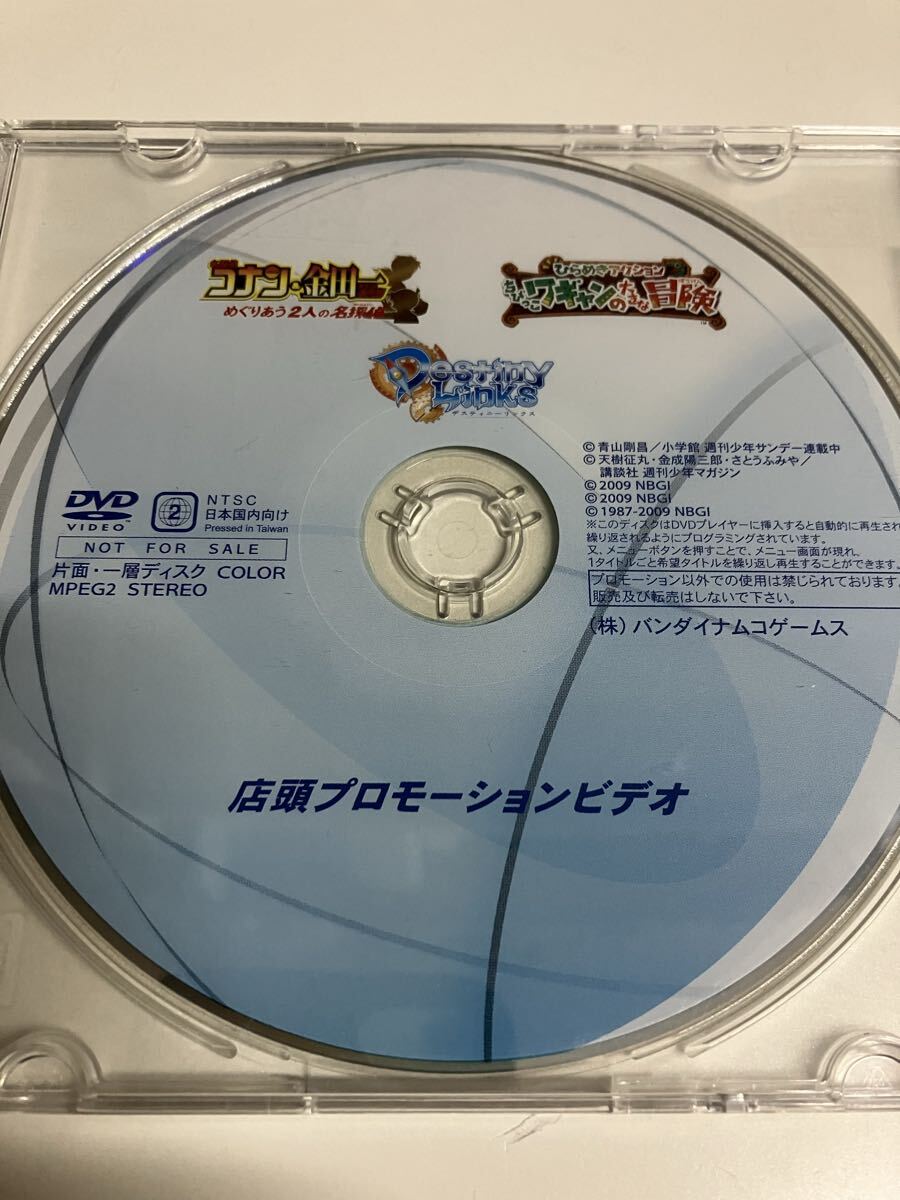 コナン&金田一
めぐりあう2人の名探偵
ひらめきアクション
ちびっこワギャンの大きな冒険
Destiny Links
デスティニーリンクス
©青山剛昌／小学館 週刊少年サンデー連載中
©天樹征丸・金成陽三郎・さとうふみや／
講談社 週刊少年マガジン
©2009 NBGI
©2009 NBGI
©1987-2009 NBGI
※このディスクはDVDプレイヤーに挿入すると自動的に再生され
繰り返されるようにプログラミングされています。
又、メニューボタンを押すことで、メニュー画面が現れ、
1タイトルごと希望タイトルを繰り返し再生することができます。
プロモーション以外での使用は禁じられております。
販売及び転売はしないで下さい。
(株)バンダイナムコゲームス
DVD
VIDEO
2
NTSC
日本国内向け
Pressed in Taiwan
NOT FOR SALE
片面・一層ディスク COLOR
MPEG2 STEREO
店頭プロモーションビデオ